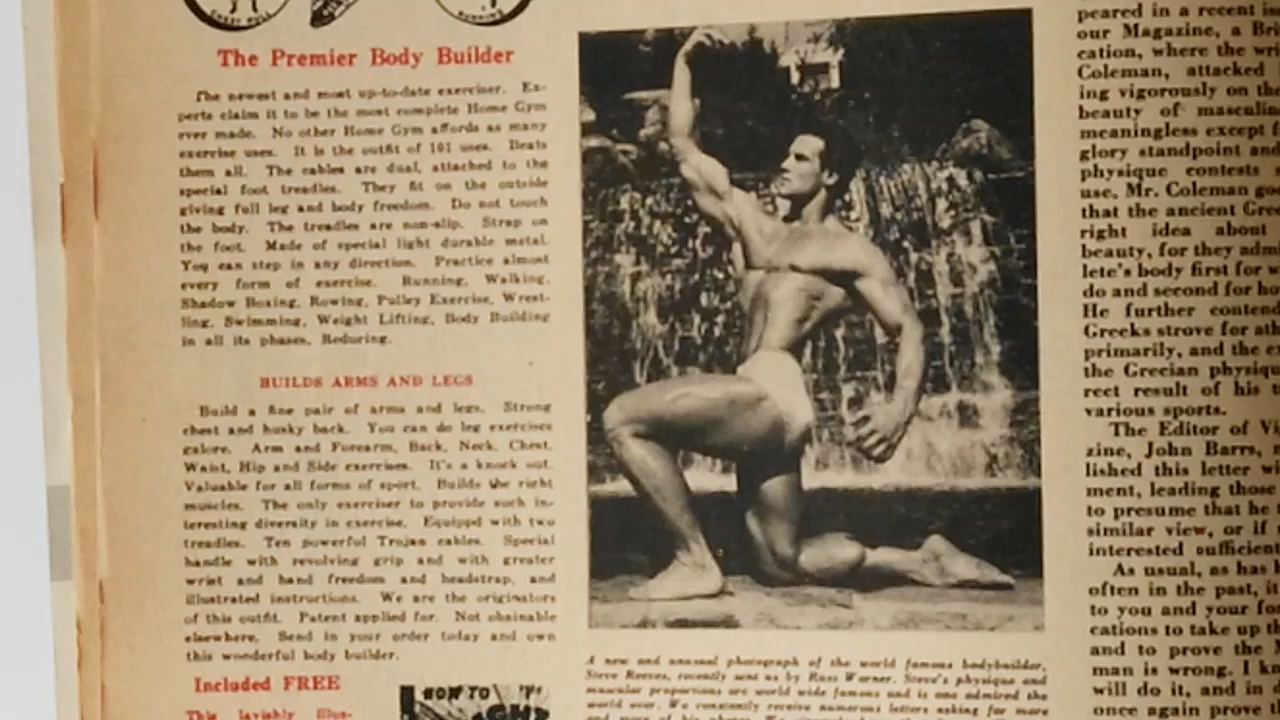 CHEST PULL
RUNNING
The Premier Body Builder
The newest and most up-to-date exerciser. Ex-
perts claim it to be the most complete Home Gym
ever made. No other Home Gym affords as many
exercise uses. It is the outfit of 101 uses. Beats
them all. The cables are dual, attached to the
special foot treadles. They fit on the outside
giving full leg and body freedom. Do not touch
the body. The treadles are non-slip. Strap on
the foot. Made of special light durable metal.
You can step in any direction. Practice almost
every form of exercise. Running, Walking,
Shadow Boxing, Rowing, Pulley Exercise, Wrest-
ling, Swimming, Weight Lifting, Body Building
in all its phases, Reducing.
BUILDS ARMS AND LEGS
Build a fine pair of arms and legs. Strong
chest and husky back. You can do leg exercises
galore. Arm and Forearm, Back, Neck, Chest,
Waist, Hip and Side exercises. It's a knock out.
Valuable for all forms of sport. Builds the right
muscles. The only exerciser to provide such in-
teresting diversity in exercise. Equippd with two
treadles. Ten powerful Trojan cables. Special
handle with revolving grip and with greater
wrist and hand freedom and headstrap, and
illustrated instructions. We are the originators
of this outfit. Patent applied for. Not obainable
elsewhere. Send in your order today and own
this wonderful body builder.
Included FREE
This lavishly illus-
HOW TO
A new and unusual photograph of the world famous bodybuilder,
Steve Reeves, recently sent us by Russ Warner. Steve's physique and
muscular proportions are world wide famous and is one admired the
world over. We constantly receive numerous letters asking for more
and more of his photos.
peared in a recent is
our Magazine, a Bri
cation, where the wri
Coleman, attacked
ing vigorously on the
beauty of masculin
meaningless except f
glory standpoint and
physique contests
use. Mr. Coleman go
that the ancient Gre
right idea about
beauty, for they adm
lete's body first for w
do and second for ho
He further contend
Greeks strove for ath
primarily, and the ex
the Grecian physiqu
rect result of his
various sports.
The Editor of Vi
zine, John Barrs,
lished this letter wi
ment, leading those
to presume that he
similar view, or if
interested sufficient
As usual, as has
often in the past, it
to you and your fo
cations to take up th
and to prove the
man is wrong. I kn
will do it, and in d
once again prove